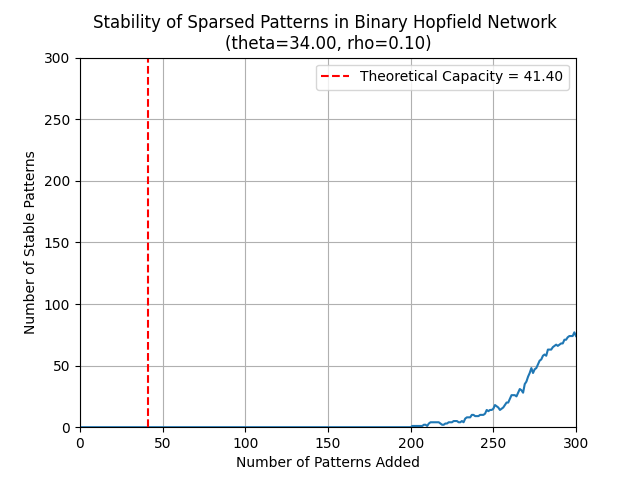 Stability of Sparsed Patterns in Binary Hopfield Network
(theta=34.00, rho=0.10)
Theoretical Capacity = 41.40
Number of Stable Patterns
300
250
200
150
100
50
0
0 50 100 150 200 250 300
Number of Patterns Added